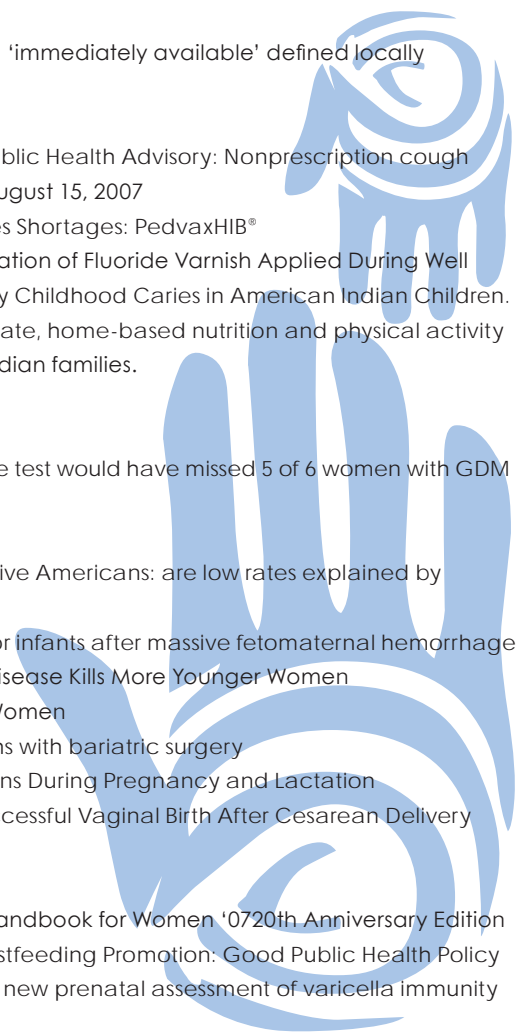 ‘immediately available’ defined locally
blic Health Advisory: Nonprescription cough
ugust 15, 2007
es Shortages: PedvaxHIB®
ation of Fluoride Varnish Applied During Well
y Childhood Caries in American Indian Children.
ate, home-based nutrition and physical activity
dian families.
e test would have missed 5 of 6 women with GDM
ive Americans: are low rates explained by
or infants after massive fetomaternal hemorrhage
isease Kills More Younger Women
Women
ns with bariatric surgery
ns During Pregnancy and Lactation
ccessful Vaginal Birth After Cesarean Delivery
andbook for Women ‘0720th Anniversary Edition
stfeeding Promotion: Good Public Health Policy
new prenatal assessment of varicella immunity